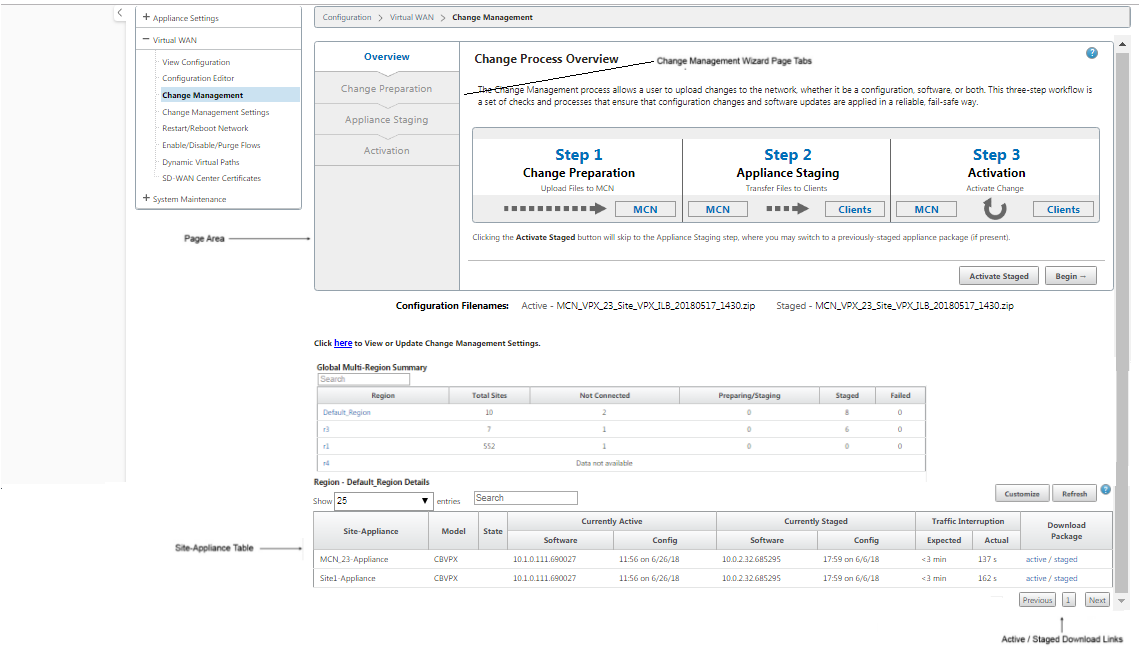 + Appliance Settings
− Virtual WAN
View Configuration
Configuration Editor
Change Management
Change Management Settings
Restart/Reboot Network
Enable/Disable/Purge Flows
Dynamic Virtual Paths
SD-WAN Center Certificates
+ System Maintenance
Page Area
Configuration > Virtual WAN > Change Management
Overview
Change Preparation
Appliance Staging
Activation
Change Process Overview
Change Management Wizard Page Tabs
?
The Change Management process allows a user to upload changes to the network, whether it be a configuration, software, or both. This three-step workflow is
a set of checks and processes that ensure that configuration changes and software updates are applied in a reliable, fail-safe way.
Step 1 Step 2 Step 3
Change Preparation Appliance Staging Activation
Upload Files to MCN Transfer Files to Clients Activate Change
MCN MCN Clients MCN Clients
Clicking the Activate Staged button will skip to the Appliance Staging step, where you may switch to a previously-staged appliance package (if present).
Activate Staged Begin →
Configuration Filenames: Active - MCN_VPX_23_Site_VPX_ILB_20180517_1430.zip Staged - MCN_VPX_23_Site_VPX_ILB_20180517_1430.zip
Click here to View or Update Change Management Settings.
Global Multi-Region Summary
Search
Region Total Sites Not Connected Preparing/Staging Staged Failed
Default_Region 10 2 0 8 0
r3 7 1 0 6 0
r1 552 1 0 0 0
r4 Data not available
Region - Default_Region Details
Show 25 entries Search Customize Refresh ?
Site-Appliance Model State Currently Active Currently Staged Traffic Interruption Download Package
Software Config Software Config Expected Actual
Site-Appliance Table
MCN_23-Appliance CBVPX 10.1.0.111.690027 11:56 on 6/26/18 10.0.2.32.685295 17:59 on 6/6/18 <3 min 137 s active / staged
Site1-Appliance CBVPX 10.1.0.111.690027 11:56 on 6/26/18 10.0.2.32.685295 17:59 on 6/6/18 <3 min 162 s active / staged
Previous 1 Next
Active / Staged Download Links